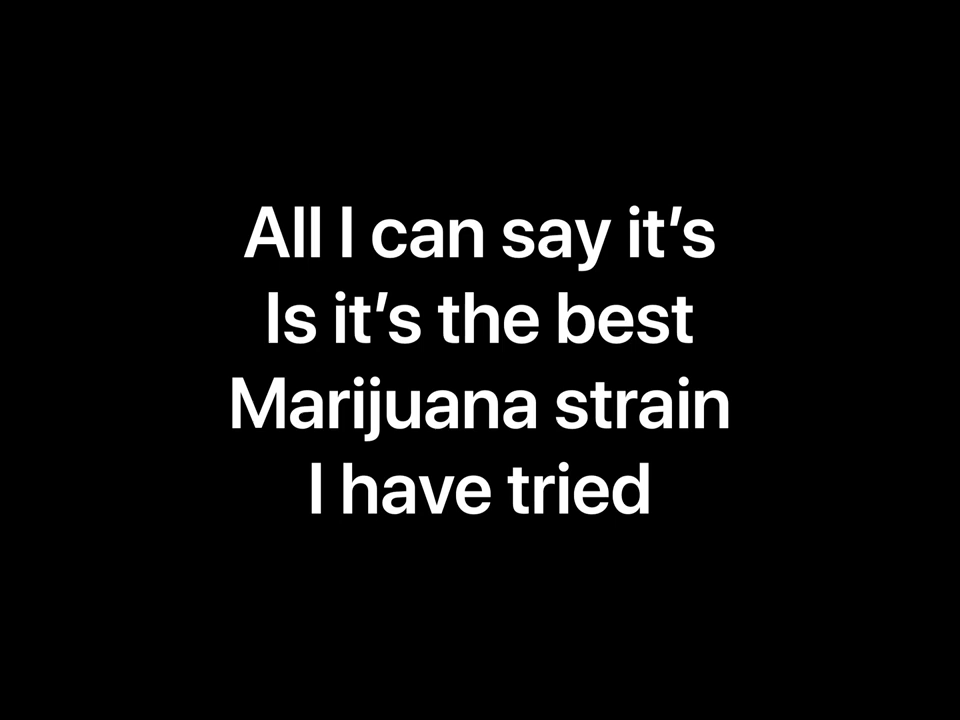 All I can say it’s
Is it’s the best
Marijuana strain
I have tried